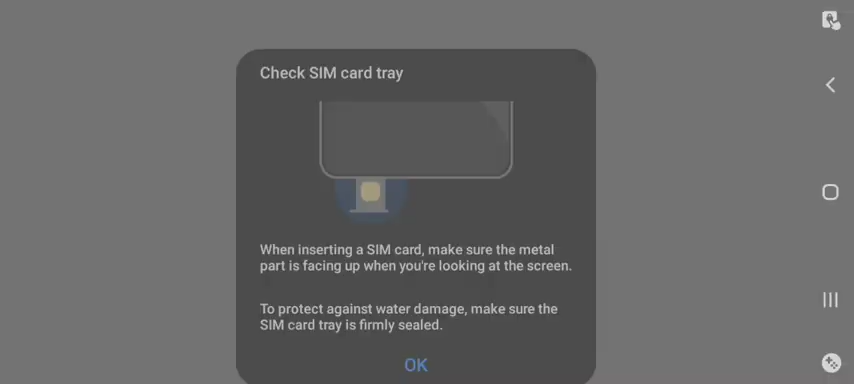 Check SIM card tray
When inserting a SIM card, make sure the metal
part is facing up when you're looking at the screen.
To protect against water damage, make sure the
SIM card tray is firmly sealed.
OK